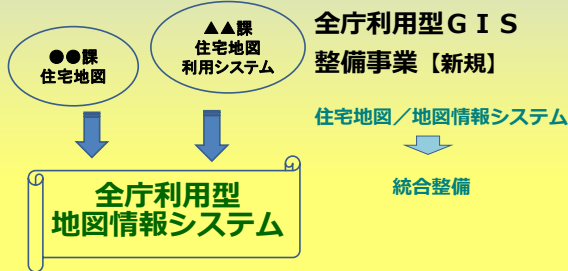 ●●課
住宅地図
▲▲課
住宅地図
利用システム
全庁利用型GIS
整備事業【新規】
住宅地図／地図情報システム
統合整備
全庁利用型
地図情報システム